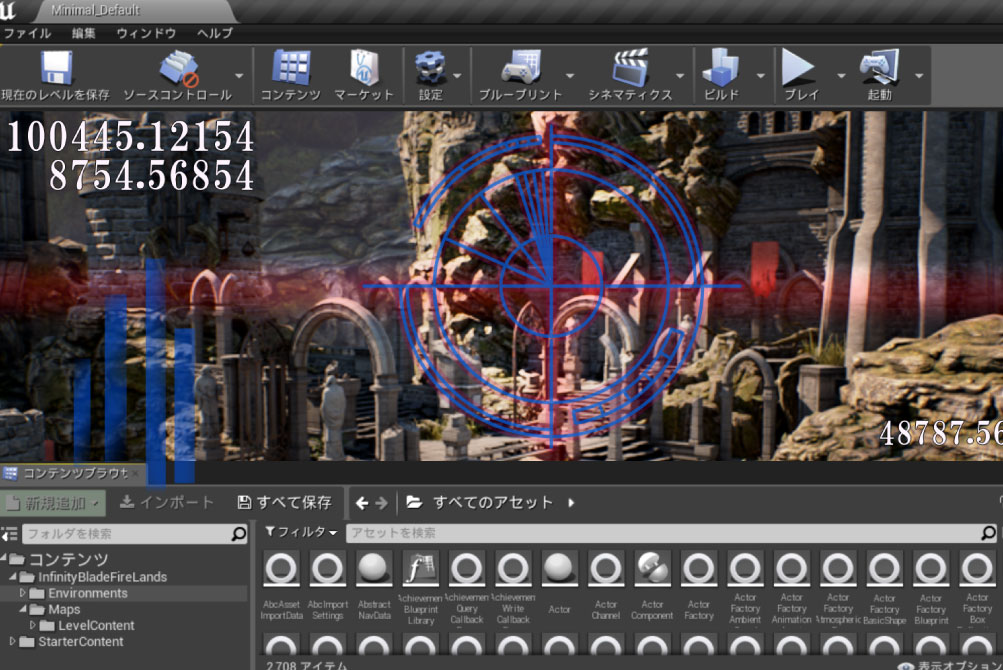 Minimal_Default
ファイル 編集 ウィンドウ ヘルプ
現在のレベルを保存 ソースコントロール コンテンツ マーケット 設定 ブループリント シネマティクス ビルド プレイ 起動
100445.12154
8754.56854
48787.56
コンテンツブラウザ
新規追加 インポート すべて保存 すべてのアセット
フォルダを検索 フィルタ アセットを検索
コンテンツ
InfinityBladeFireLands
Environments
Maps
LevelContent
StarterContent
AbcAsset AbcImport Abstract Achievemen Achievemen Achievemen Actor Actor Actor Actor Actor Actor Actor Actor Actor Actor
ImportData Settings NavData Blueprint Query Write Channel Component Factory Factory Factory Factory Factory Factory Factory
Library Callback Callback Ambient Animation Atmospheric BasicShape Blueprint Box
2,708 アイテム 表示オプション